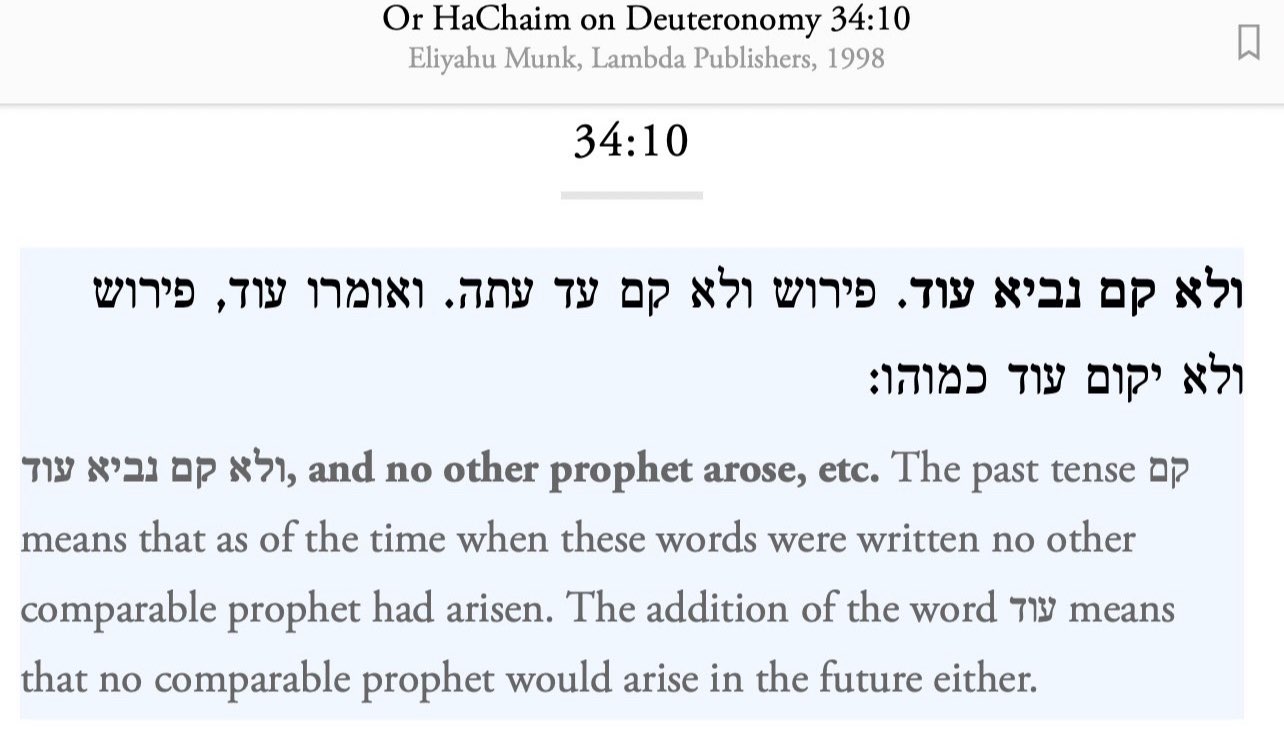 Or HaChaim on Deuteronomy 34:10
Eliyahu Munk, Lambda Publishers, 1998
34:10
ולא קם נביא עוד. פירוש ולא קם עד עתה. ואומרו עוד, פירוש
ולא יקום עוד כמוהו:
ולא קם נביא עוד, and no other prophet arose, etc. The past tense קם
means that as of the time when these words were written no other
comparable prophet had arisen. The addition of the word עוד means
that no comparable prophet would arise in the future either.